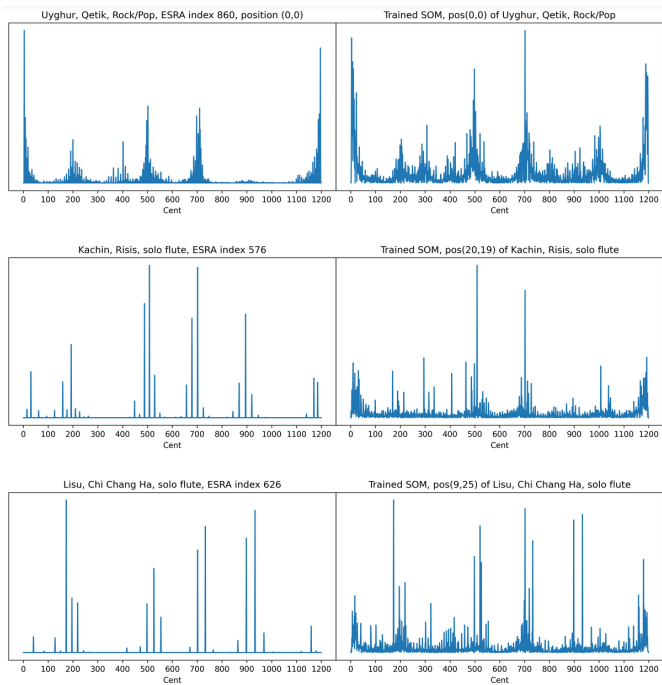 Uyghur, Qetik, Rock/Pop, ESRA index 860, position (0,0)
Trained SOM, pos(0,0) of Uyghur, Qetik, Rock/Pop
0 100 200 300 400 500 600 700 800 900 1000 1100 1200
0 100 200 300 400 500 600 700 800 900 1000 1100 1200
Cent
Cent
Kachin, Risis, solo flute, ESRA index 576
Trained SOM, pos(20,19) of Kachin, Risis, solo flute
0 100 200 300 400 500 600 700 800 900 1000 1100 1200
0 100 200 300 400 500 600 700 800 900 1000 1100 1200
Cent
Cent
Lisu, Chi Chang Ha, solo flute, ESRA index 626
Trained SOM, pos(9,25) of Lisu, Chi Chang Ha, solo flute
0 100 200 300 400 500 600 700 800 900 1000 1100 1200
0 100 200 300 400 500 600 700 800 900 1000 1100 1200
Cent
Cent